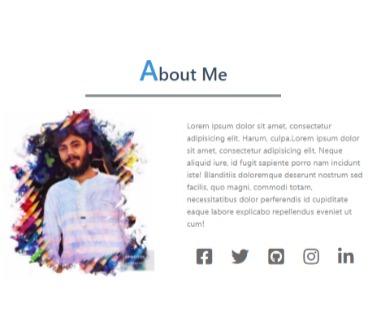 About Me
Lorem ipsum dolor sit amet, consectetur
adipisicing elit. Harum, culpa.Lorem ipsum dolor
sit amet, consectetur adipisicing elit. Neque
aliquid iure, id fugit sapiente porro nam incidunt
iste! Blanditiis doloremque deserunt nostrum sed
facilis, quo magni, commodi totam,
necessitatibus dolor perferendis id cupiditate
eaque labore explicabo repellendus eveniet ut
cum!